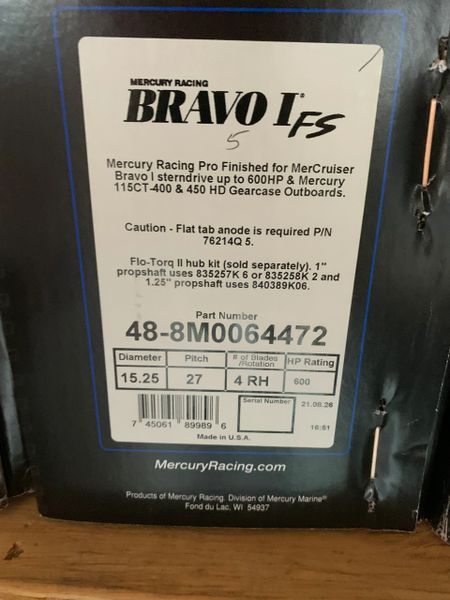 MERCURY RACING
BRAVO I® FS
5
Mercury Racing Pro Finished for MerCruiser
Bravo I sterndrive up to 600HP & Mercury
115CT-400 & 450 HD Gearcase Outboards.
Caution - Flat tab anode is required P/N
76214Q 5.
Flo-Torq II hub kit (sold separately). 1"
propshaft uses 835257K 6 or 835258K 2 and
1.25" propshaft uses 840389K06.
Part Number
48-8M0064472
Diameter Pitch # of Blades /Rotation HP Rating
15.25 27 4 RH 600
Serial Number 21.08.26
16:51
7 45061 89989 6
Made in U.S.A.
MercuryRacing.com
Products of Mercury Racing. Division of Mercury Marine®
Fond du Lac, WI 54937